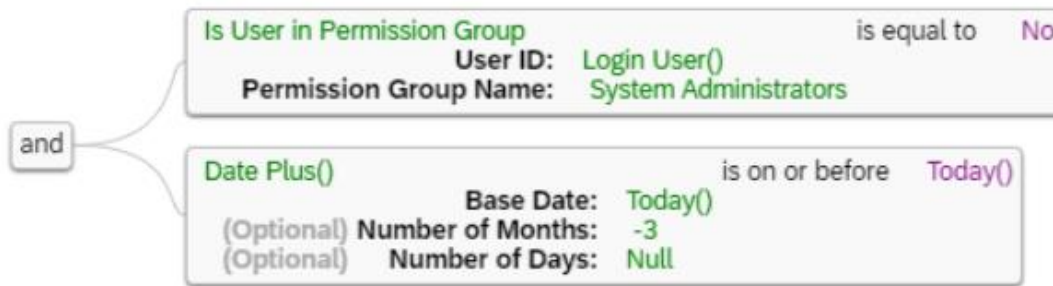 Is User in Permission Group is equal to No
User ID: Login User()
Permission Group Name: System Administrators
and
Date Plus() is on or before Today()
Base Date: Today()
(Optional) Number of Months: -3
(Optional) Number of Days: Null